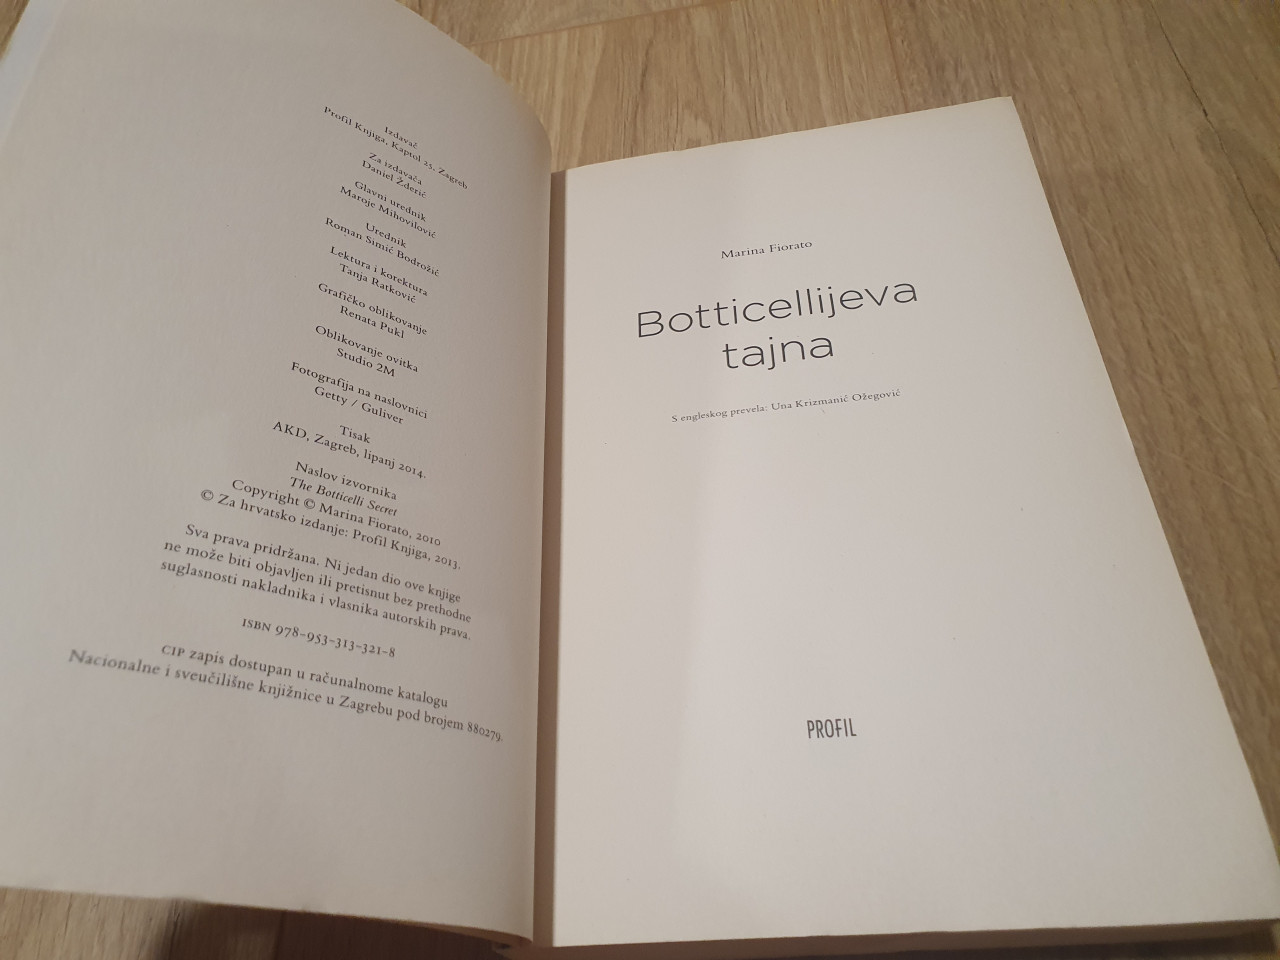 Izdavač
Profil Knjiga, Kaptol 25, Zagreb
Za izdavača
Daniel Žderić
Glavni urednik
Maroje Mihovilović
Urednik
Roman Simić Bodrožić
Lektura i korektura
Tanja Ratković
Grafičko oblikovanje
Renata Pukl
Oblikovanje ovitka
Studio 2M
Fotografija na naslovnici
Getty / Guliver
Tisak
AKD, Zagreb, lipanj 2014.
Naslov izvornika
The Botticelli Secret
Copyright © Marina Fiorato, 2010
© Za hrvatsko izdanje: Profil Knjiga, 2013.
Sva prava pridržana. Ni jedan dio ove knjige
ne može biti objavljen ili pretisnut bez prethodne
suglasnosti nakladnika i vlasnika autorskih prava.
ISBN 978-953-313-321-8
CIP zapis dostupan u računalnome katalogu
Nacionalne i sveučilišne knjižnice u Zagrebu pod brojem 880279.
Marina Fiorato
Botticellijeva
tajna
S engleskog prevela: Una Krizmanić Ožegović
PROFIL